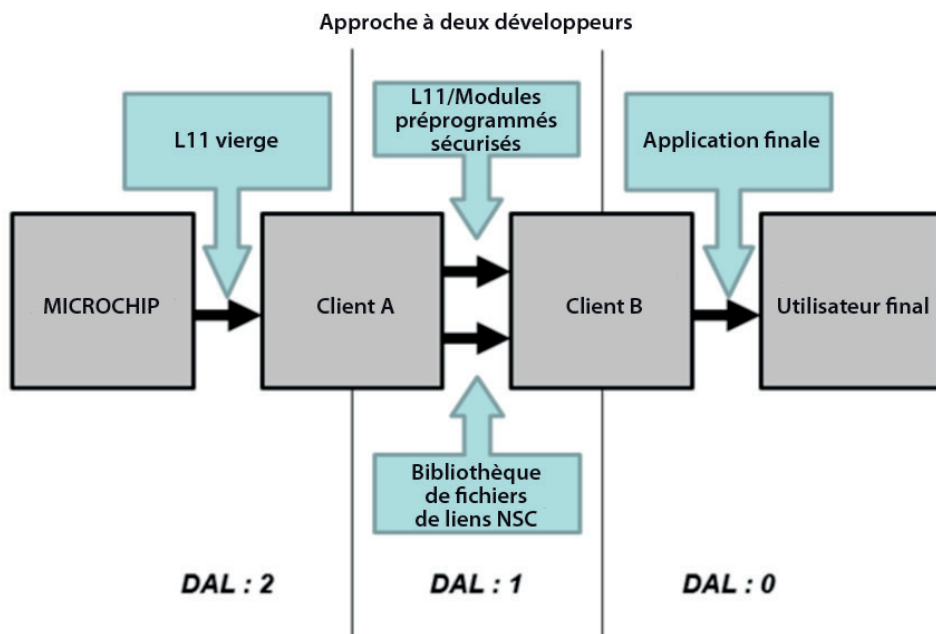 Approche à deux développeurs
L11 vierge
L11/Modules
préprogrammés
sécurisés
Application finale
MICROCHIP
Client A
Client B
Utilisateur final
Bibliothèque
de fichiers
de liens NSC
DAL : 2
DAL : 1
DAL : 0